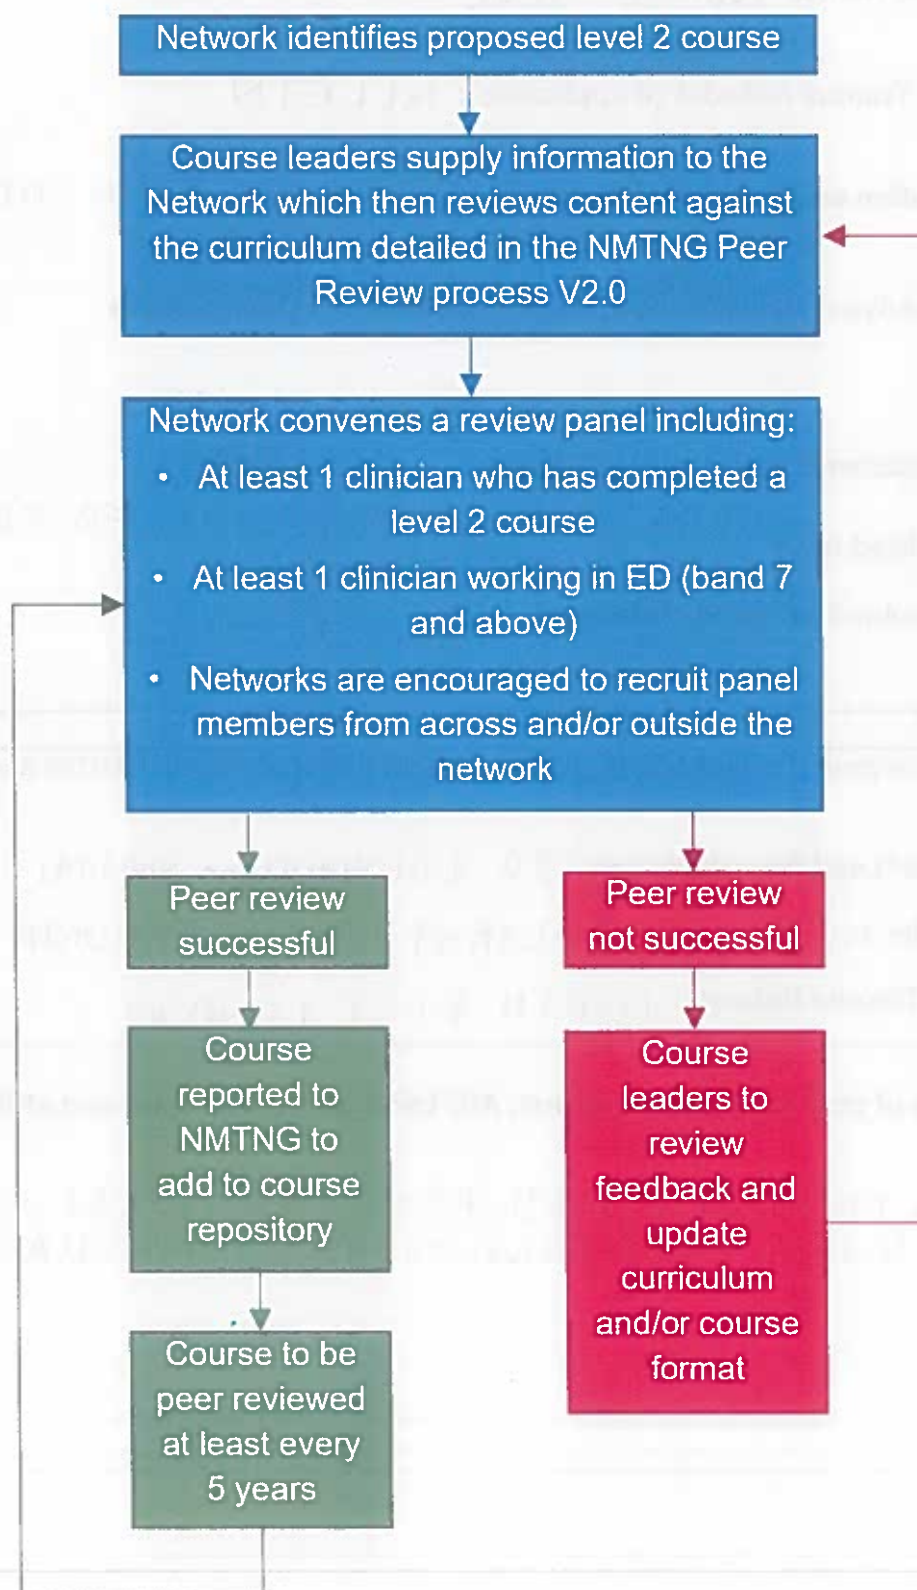 Network identifies proposed level 2 course
Course leaders supply information to the
Network which then reviews content against
the curriculum detailed in the NMTNG Peer
Review process V2.0
Network convenes a review panel including:
• At least 1 clinician who has completed a
level 2 course
• At least 1 clinician working in ED (band 7
and above)
• Networks are encouraged to recruit panel
members from across and/or outside the
network
Peer review
successful
Peer review
not successful
Course
reported to
NMTNG to
add to course
repository
Course
leaders to
review
feedback and
update
curriculum
and/or course
format
Course to be
peer reviewed
at least every
5 years